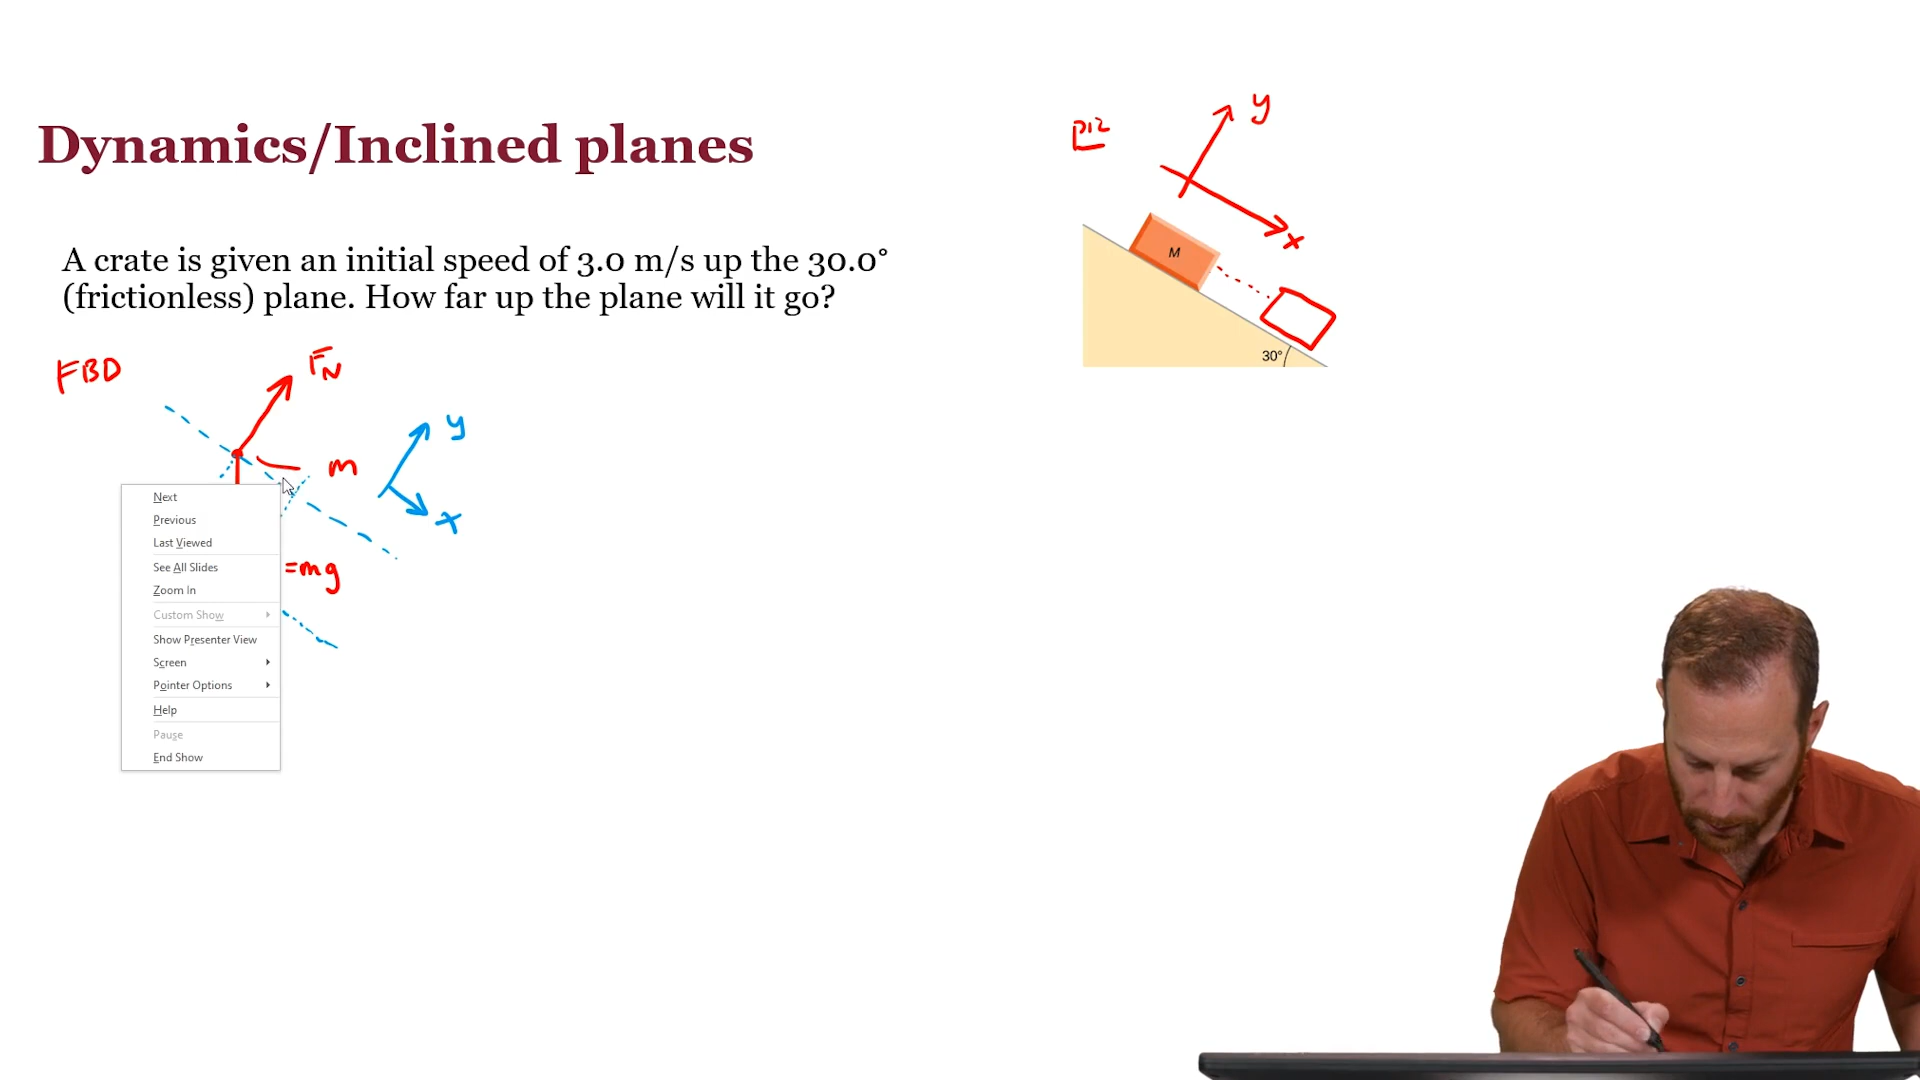 Dynamics/Inclined planes
A crate is given an initial speed of 3.0 m/s up the 30.0°
(frictionless) plane. How far up the plane will it go?
y
x
M
30°
FBD
F_N
m
y
x
=mg
Next
Previous
Last Viewed
See All Slides
Zoom In
Custom Show
Show Presenter View
Screen
Pointer Options
Help
Pause
End Show